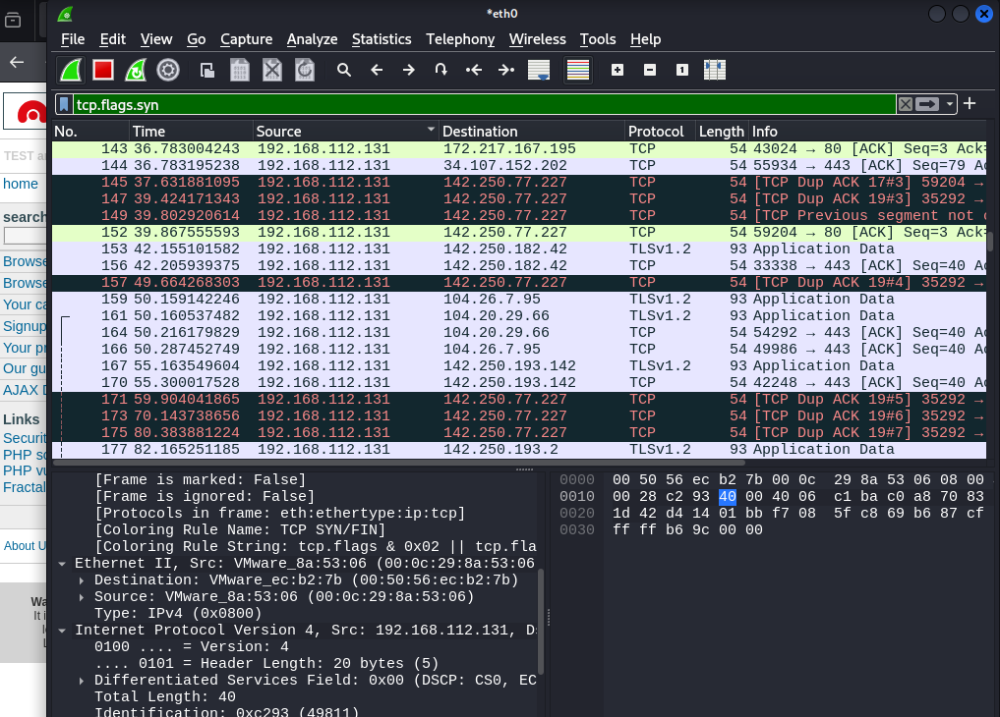 *eth0
File Edit View Go Capture Analyze Statistics Telephony Wireless Tools Help
tcp.flags.syn
No. Time Source Destination Protocol Length Info
143 36.783004243 192.168.112.131 172.217.167.195 TCP 54 43024 → 80 [ACK] Seq=3 Ack=
144 36.783195238 192.168.112.131 34.107.152.202 TCP 54 55934 → 443 [ACK] Seq=79 Ac
145 37.631881095 192.168.112.131 142.250.77.227 TCP 54 [TCP Dup ACK 17#3] 59204 →
147 39.424171343 192.168.112.131 142.250.77.227 TCP 54 [TCP Dup ACK 19#3] 35292 →
149 39.802920614 192.168.112.131 142.250.77.227 TCP 54 [TCP Previous segment not c
152 39.867555593 192.168.112.131 142.250.77.227 TCP 54 59204 → 80 [ACK] Seq=3 Ack=
153 42.155101582 192.168.112.131 142.250.182.42 TLSv1.2 93 Application Data
156 42.205939375 192.168.112.131 142.250.182.42 TCP 54 33338 → 443 [ACK] Seq=40 Ac
157 49.664268303 192.168.112.131 142.250.77.227 TCP 54 [TCP Dup ACK 19#4] 35292 →
159 50.159142246 192.168.112.131 104.26.7.95 TLSv1.2 93 Application Data
161 50.160537482 192.168.112.131 104.20.29.66 TLSv1.2 93 Application Data
164 50.216179829 192.168.112.131 104.20.29.66 TCP 54 54292 → 443 [ACK] Seq=40 Ac
166 50.287452749 192.168.112.131 104.26.7.95 TCP 54 49986 → 443 [ACK] Seq=40 Ac
167 55.163549604 192.168.112.131 142.250.193.142 TLSv1.2 93 Application Data
170 55.300017528 192.168.112.131 142.250.193.142 TCP 54 42248 → 443 [ACK] Seq=40 Ac
171 59.904041865 192.168.112.131 142.250.77.227 TCP 54 [TCP Dup ACK 19#5] 35292 →
173 70.143738656 192.168.112.131 142.250.77.227 TCP 54 [TCP Dup ACK 19#6] 35292 →
175 80.383881224 192.168.112.131 142.250.77.227 TCP 54 [TCP Dup ACK 19#7] 35292 →
177 82.165251185 192.168.112.131 142.250.193.2 TLSv1.2 93 Application Data
[Frame is marked: False]
[Frame is ignored: False]
[Protocols in frame: eth:ethertype:ip:tcp]
[Coloring Rule Name: TCP SYN/FIN]
[Coloring Rule String: tcp.flags & 0x02 || tcp.fla
Ethernet II, Src: VMware_8a:53:06 (00:0c:29:8a:53:06
Destination: VMware_ec:b2:7b (00:50:56:ec:b2:7b)
Source: VMware_8a:53:06 (00:0c:29:8a:53:06)
Type: IPv4 (0x0800)
Internet Protocol Version 4, Src: 192.168.112.131, D
0100 .... = Version: 4
.... 0101 = Header Length: 20 bytes (5)
Differentiated Services Field: 0x00 (DSCP: CS0, EC
Total Length: 40
Identification: 0xc293 (49811)
0000 00 50 56 ec b2 7b 00 0c 29 8a 53 06 08 00
0010 00 28 c2 93 40 00 40 06 c1 ba c0 a8 70 83
0020 1d 42 d4 14 01 bb f7 08 5f c8 69 b6 87 cf
0030 ff ff b6 9c 00 00
TEST an
home
search
Browse
Browse
Your ca
Signup
Your pr
Our gu
AJAX D
Links
Securit
PHP sc
PHP vu
Fractal
About U
Wa
It i